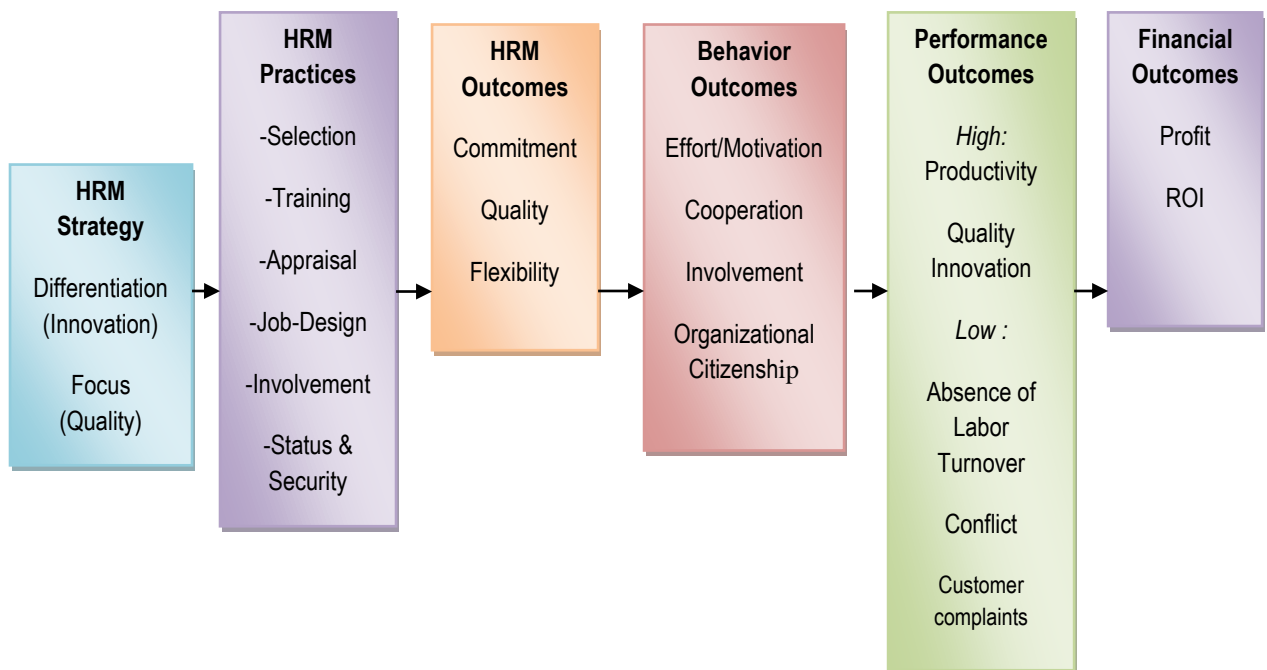 HRM
Strategy
Differentiation
(Innovation)
Focus
(Quality)
HRM
Practices
-Selection
-Training
-Appraisal
-Job-Design
-Involvement
-Status &
Security
HRM
Outcomes
Commitment
Quality
Flexibility
Behavior
Outcomes
Effort/Motivation
Cooperation
Involvement
Organizational
Citizenship
Performance
Outcomes
High:
Productivity
Quality
Innovation
Low :
Absence of
Labor
Turnover
Conflict
Customer
complaints
Financial
Outcomes
Profit
ROI